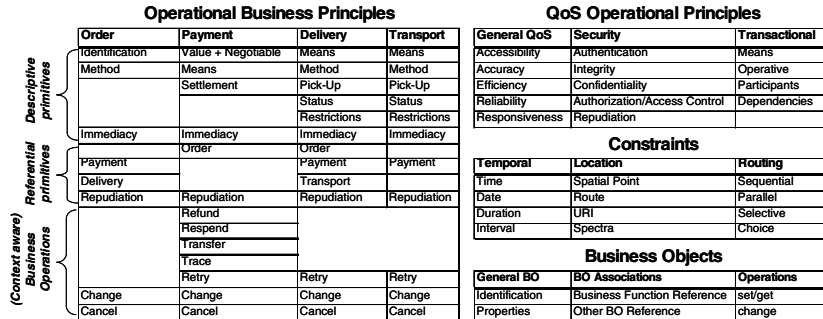 Operational Business Principles
Order Payment Delivery Transport
Descriptive primitives
Identification Value + Negotiable Means Means
Method Means Method Method
Settlement Pick-Up Pick-Up
Status Status
Restrictions Restrictions
Immediacy Immediacy Immediacy Immediacy
Referential primitives
Order Order
Payment Payment Payment
Delivery Transport
Repudiation Repudiation Repudiation Repudiation
(Context aware) Business Operations
Refund
Respend
Transfer
Trace
Retry Retry Retry
Change Change Change Change
Cancel Cancel Cancel Cancel
QoS Operational Principles
General QoS Security Transactional
Accessibility Authentication Means
Accuracy Integrity Operative
Efficiency Confidentiality Participants
Reliability Authorization/Access Control Dependencies
Responsiveness Repudiation
Constraints
Temporal Location Routing
Time Spatial Point Sequential
Date Route Parallel
Duration URI Selective
Interval Spectra Choice
Business Objects
General BO BO Associations Operations
Identification Business Function Reference set/get
Properties Other BO Reference change